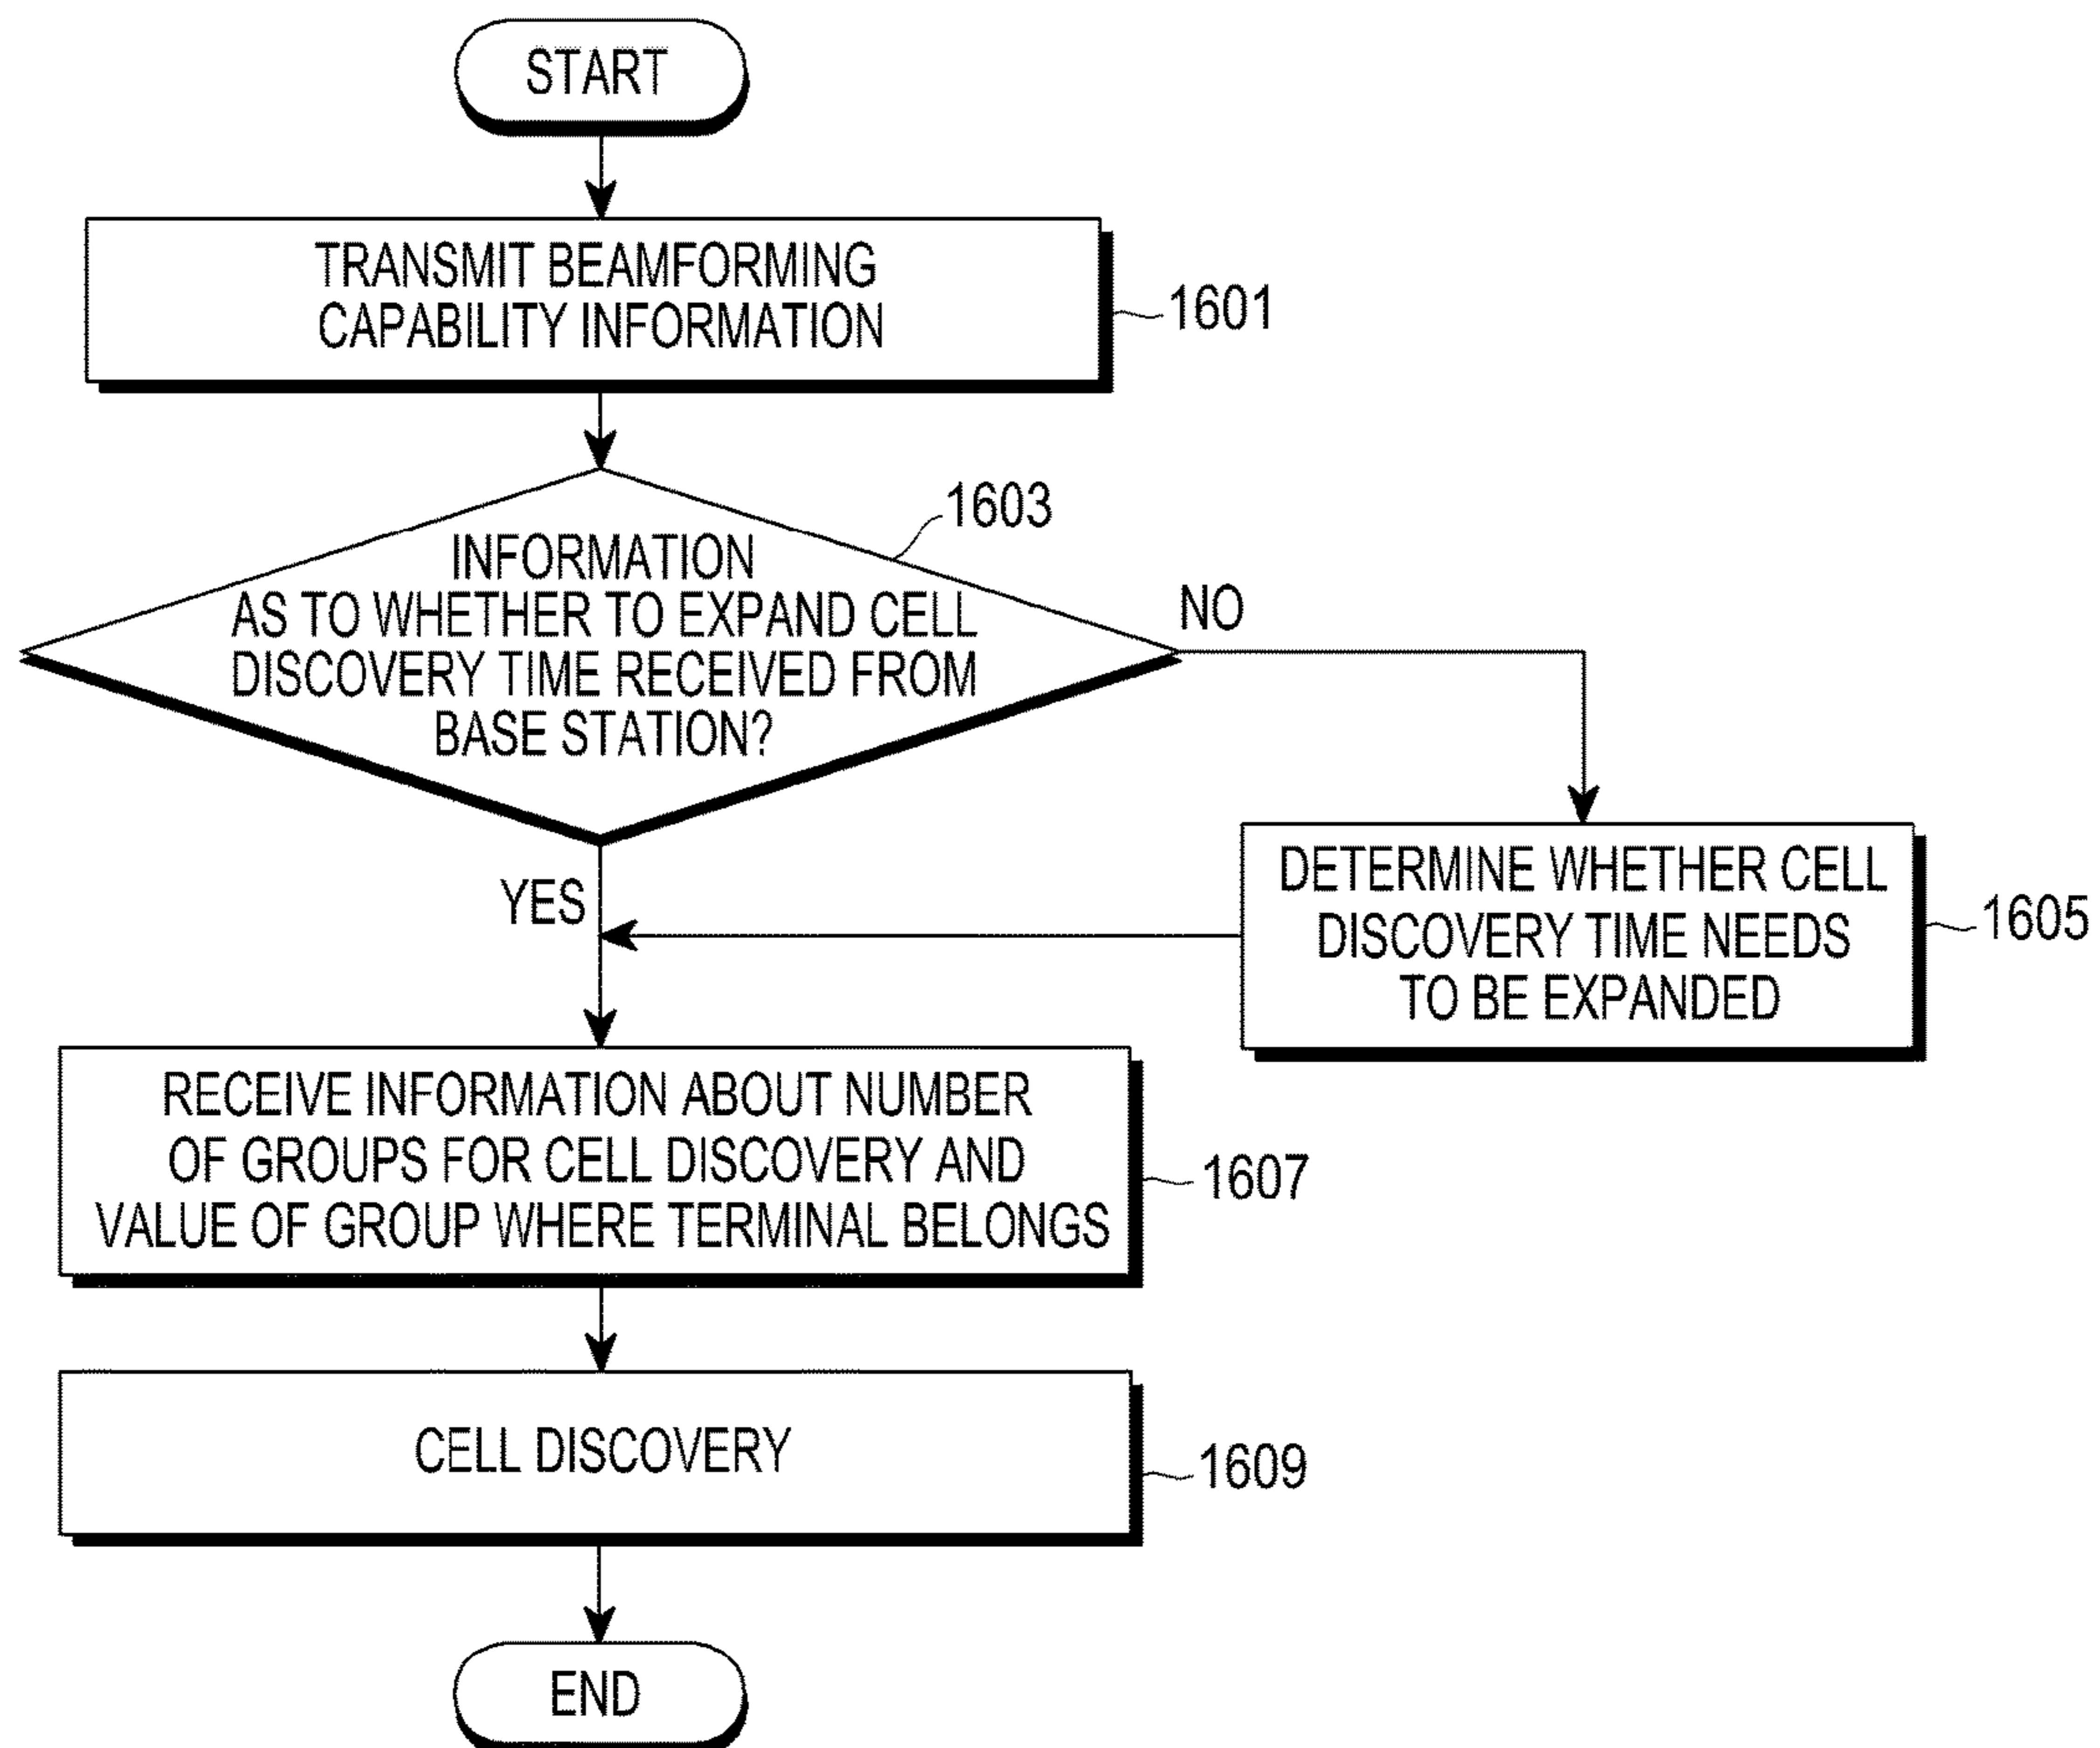 START
TRANSMIT BEAMFORMING
CAPABILITY INFORMATION
1601
1603
INFORMATION
AS TO WHETHER TO EXPAND CELL
DISCOVERY TIME RECEIVED FROM
BASE STATION?
NO
YES
DETERMINE WHETHER CELL
DISCOVERY TIME NEEDS
TO BE EXPANDED
1605
RECEIVE INFORMATION ABOUT NUMBER
OF GROUPS FOR CELL DISCOVERY AND
VALUE OF GROUP WHERE TERMINAL BELONGS
1607
CELL DISCOVERY
1609
END